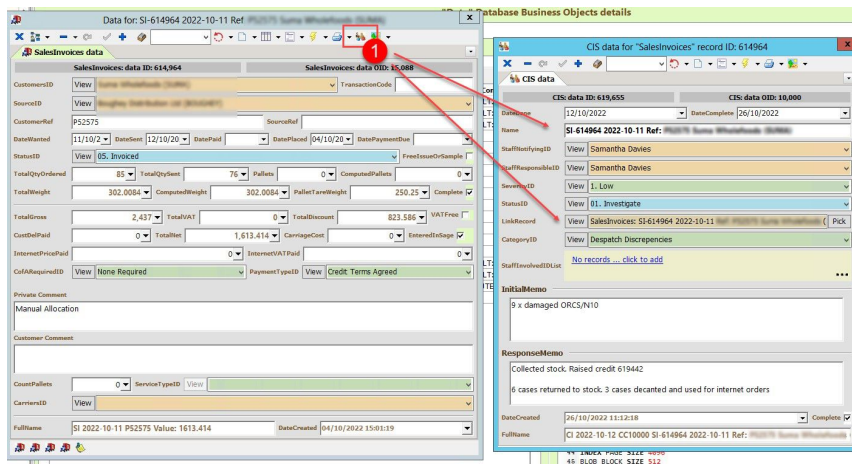 "Data" Database Business Objects details
Data for: SI-614964 2022-10-11 Ref
x
SalesInvoices data
SalesInvoices: data ID: 614,964
SalesInvoices: data OID: 15,088
CustomersID View
TransactionCode
SourceID View
CustomerRef P52575 SourceRef
DateWanted 11/10/2 DateSent 12/10/20 DatePaid DatePlaced 04/10/20 DatePaymentDue
StatusID View 05. Invoiced FreeIssueOrSample
TotalQtyOrdered 85 TotalQtySent 76 Pallets 0 ComputedPallets 0
TotalWeight 302.0084 ComputedWeight 302.0084 PalletTareWeight 250.25 Complete
TotalGross 2,437 TotalVAT 0 TotalDiscount 823.586 VATFree
CustDelPaid 0 TotalNet 1,613.414 CarriageCost 0 EnteredInSage
InternetPricePaid 0 InternetVATPaid 0
CofARequiredID View None Required PaymentTypeID View Credit Terms Agreed
Private Comment
Manual Allocation
Customer Comment
CountPallets 0 ServiceTypeID View
CarriersID View
FullName SI 2022-10-11 P52575 Value: 1613.414 DateCreated 04/10/2022 15:01:19
1
CIS data for "SalesInvoices" record ID: 614964
x
CIS data
CIS: data ID: 619,655
CIS: data OID: 10,000
12/10/2022 DateComplete 26/10/2022
Name SI-614964 2022-10-11 Ref:
StaffNotifyingID View Samantha Davies
StaffResponsibleID View Samantha Davies
SeverityID View 1. Low
StatusID View 01. Investigate
LinkRecord View SalesInvoices: SI-614964 2022-10-11 ( Pick
CategoryID View Despatch Discrepencies
StaffInvolvedIDList No records ... click to add
...
InitialMemo
9 x damaged ORCS/N10
ResponseMemo
Collected stock. Raised credit 619442
6 cases returned to stock. 3 cases decanted and used for internet orders
DateCreated 26/10/2022 11:12:18 Complete
FullName CI 2022-10-12 CC10000 SI-614964 2022-10-11 Ref:
44 INDEX PAGE SIZE 4096
45 BLOB BLOCK SIZE 512